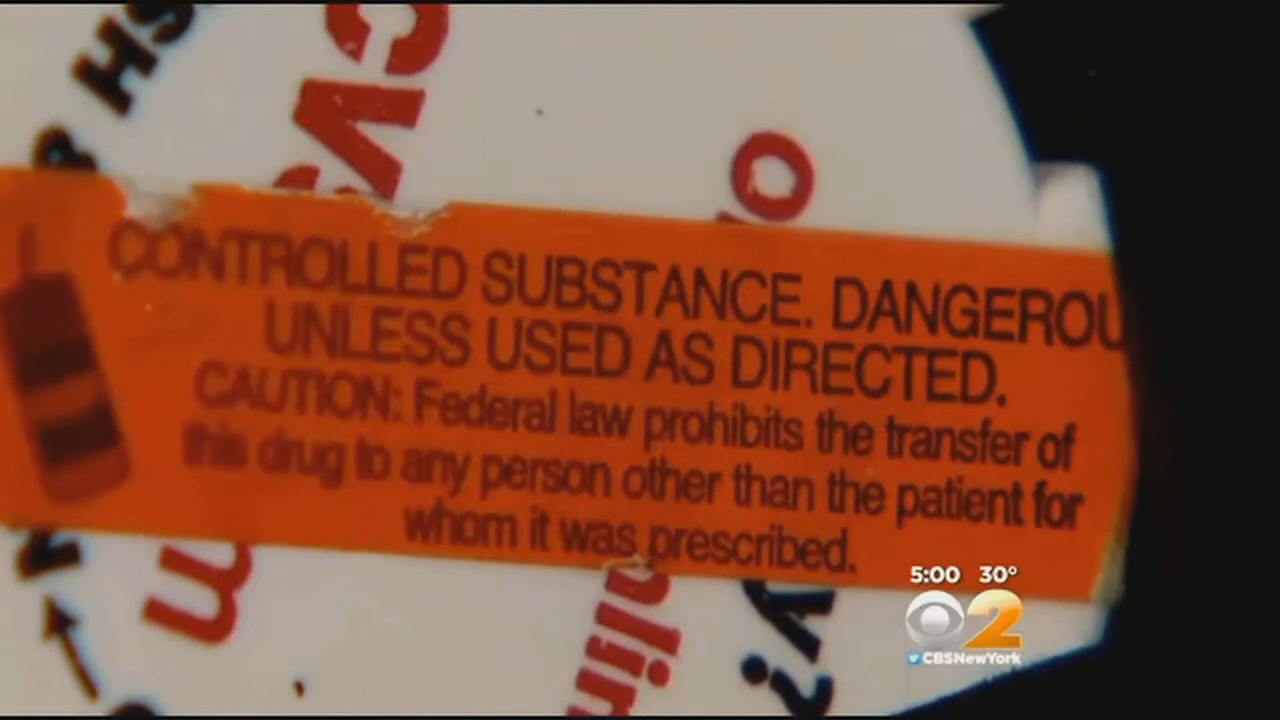 CVS
CONTROLLED SUBSTANCE. DANGEROU
UNLESS USED AS DIRECTED.
CAUTION: Federal law prohibits the transfer of
this drug to any person other than the patient for
whom it was prescribed.
5:00 30°
2
CBSNewYork